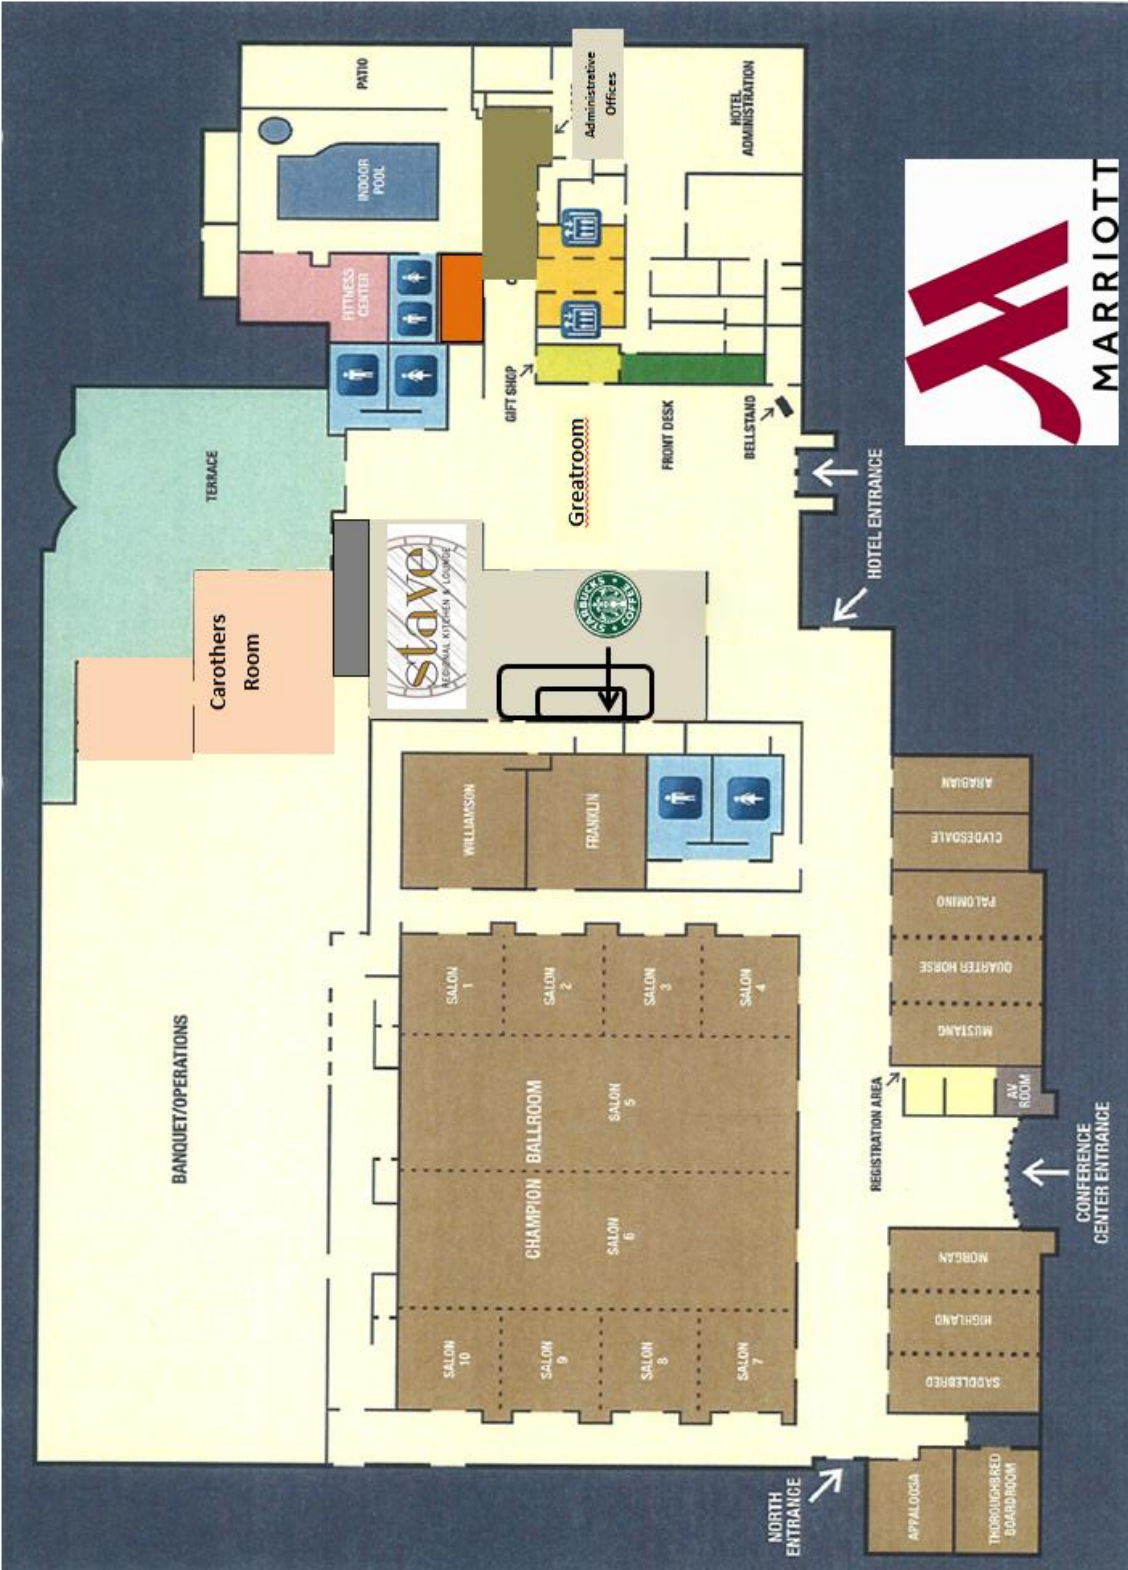 PATIO
INDOOR
POOL
FITTNESS
CENTER
Administrative
Offices
HOTEL
ADMINISTRATION
MARRIOTT
GIFT SHOP
FRONT DESK
BELLSTAND
Greatroom
HOTEL ENTRANCE
TERRACE
Carothers
Room
stave
REGIONAL KITCHEN & LOUNGE
STARBUCKS
COFFEE
WILLIAMSON
FRANKLIN
ARABIAN
CLYDESDALE
PALOMINO
QUARTER HORSE
MUSTANG
REGISTRATION AREA
AV
ROOM
CONFERENCE
CENTER ENTRANCE
BANQUET/OPERATIONS
SALON
1
SALON
2
SALON
3
SALON
4
CHAMPION BALLROOM
SALON
5
SALON
6
SALON
10
SALON
9
SALON
8
SALON
7
MORGAN
HIGHLAND
SADDLEBRED
NORTH
ENTRANCE
APPALOOSA
THOROUGHBRED
BOARDROOM